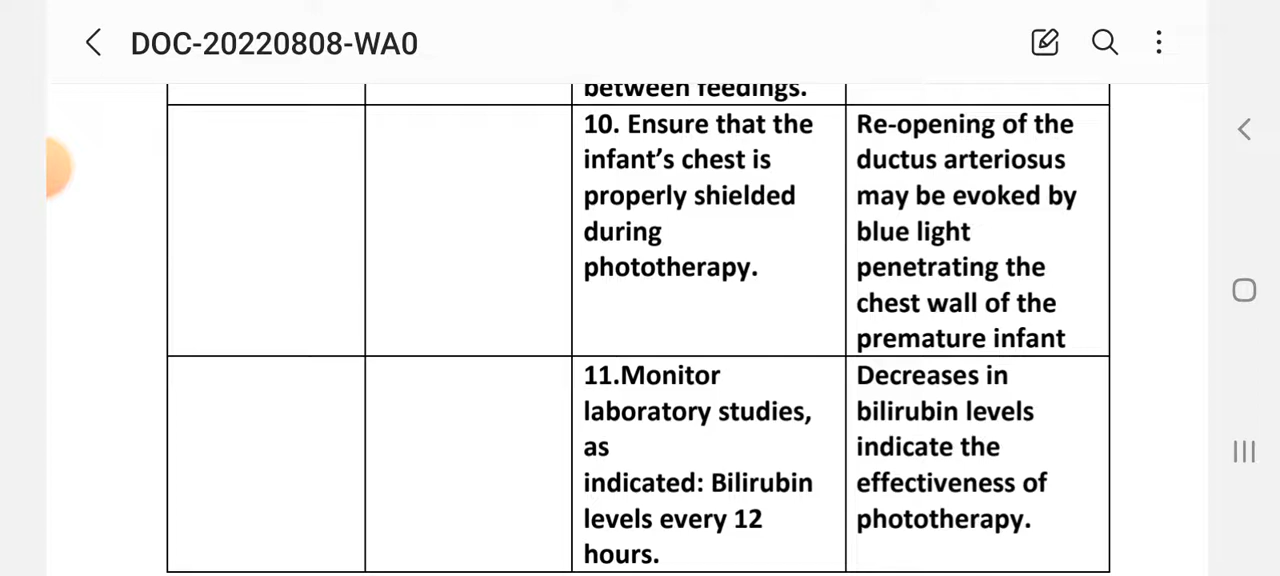 DOC-20220808-WA0
between feedings.
10. Ensure that the
infant's chest is
properly shielded
during
phototherapy.
Re-opening of the
ductus arteriosus
may be evoked by
blue light
penetrating the
chest wall of the
premature infant
11.Monitor
laboratory studies,
as
indicated: Bilirubin
levels every 12
hours.
Decreases in
bilirubin levels
indicate the
effectiveness of
phototherapy.